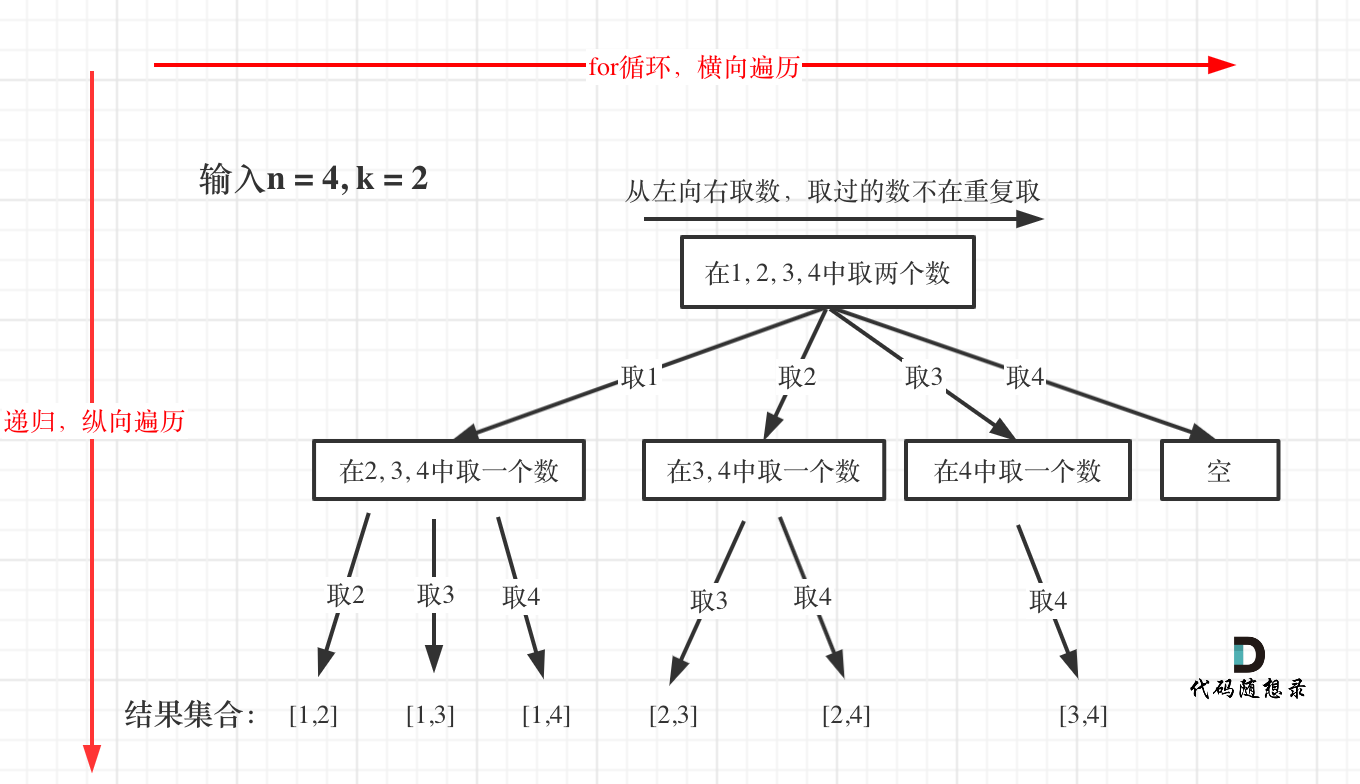 for循环，横向遍历
输入n = 4, k = 2
从左向右取数，取过的数不在重复取
在1, 2, 3, 4中取两个数
取1
取2
取3
取4
递归，纵向遍历
在2, 3, 4中取一个数
在3, 4中取一个数
在4中取一个数
空
取2
取3
取4
取3
取4
取4
代码随想录
结果集合：
[1,2]
[1,3]
[1,4]
[2,3]
[2,4]
[3,4]